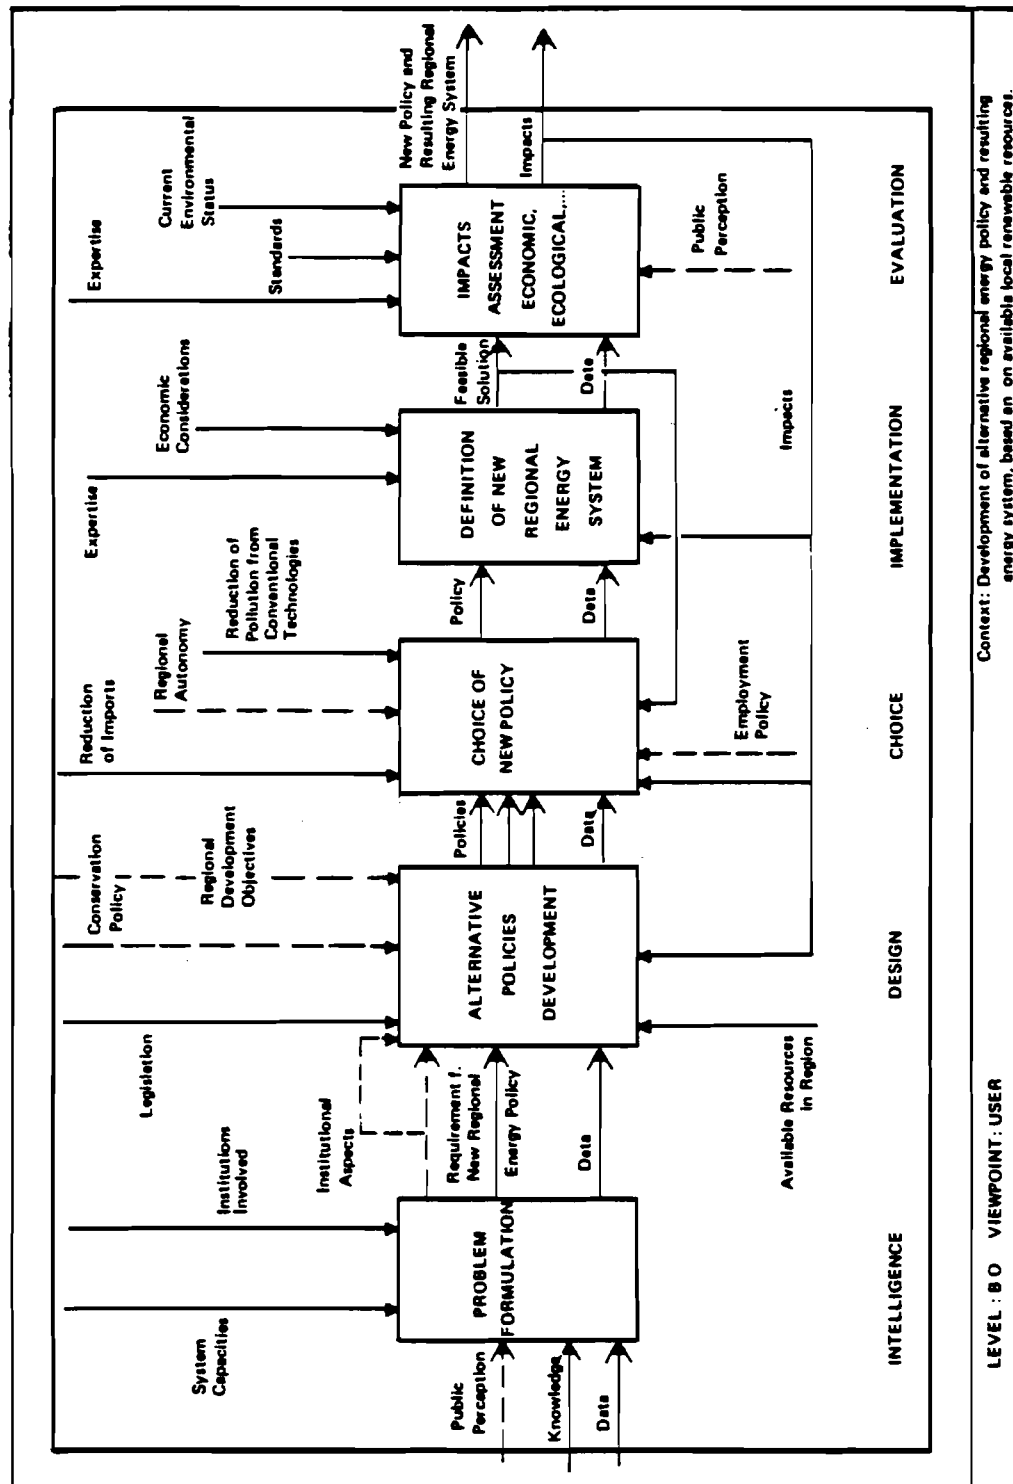 System
Capacities
Institutions
Involved
Legislation
Conservation
Policy
Regional
Development
Objectives
Reduction
of Imports
Regional
Autonomy
Reduction of
Pollution from
Conventional
Technologies
Expertise
Economic
Considerations
Expertise
Standards
Current
Environmental
Status
Public
Perception
Knowledge
Data
PROBLEM
FORMULATION
Institutional
Aspects
Requirement f.
New Regional
Energy Policy
Data
ALTERNATIVE
POLICIES
DEVELOPMENT
Policies
Data
CHOICE OF
NEW POLICY
Policy
Data
DEFINITION
OF NEW
REGIONAL
ENERGY
SYSTEM
Feasible
Solution
Data
IMPACTS
ASSESSMENT
ECONOMIC,
ECOLOGICAL,...
New Policy and
Resulting Regional
Energy System
Impacts
Available Resources
in Region
Employment
Policy
Impacts
Public
Perception
INTELLIGENCE
DESIGN
CHOICE
IMPLEMENTATION
EVALUATION
LEVEL : B O VIEWPOINT : USER
Context: Development of alternative regional energy policy and resulting
energy system, based an on available local renewable resources.